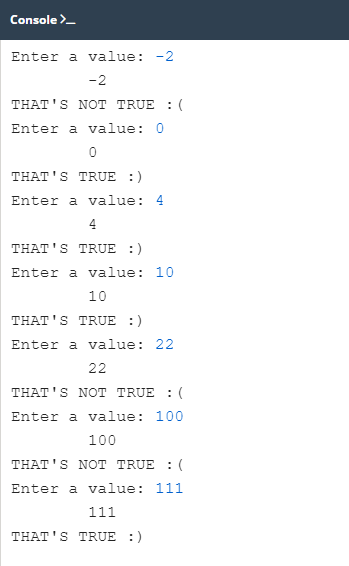 Console >_
Enter a value: -2
        -2
THAT'S NOT TRUE :(
Enter a value: 0
        0
THAT'S TRUE :)
Enter a value: 4
        4
THAT'S TRUE :)
Enter a value: 10
        10
THAT'S TRUE :)
Enter a value: 22
        22
THAT'S NOT TRUE :(
Enter a value: 100
        100
THAT'S NOT TRUE :(
Enter a value: 111
        111
THAT'S TRUE :)